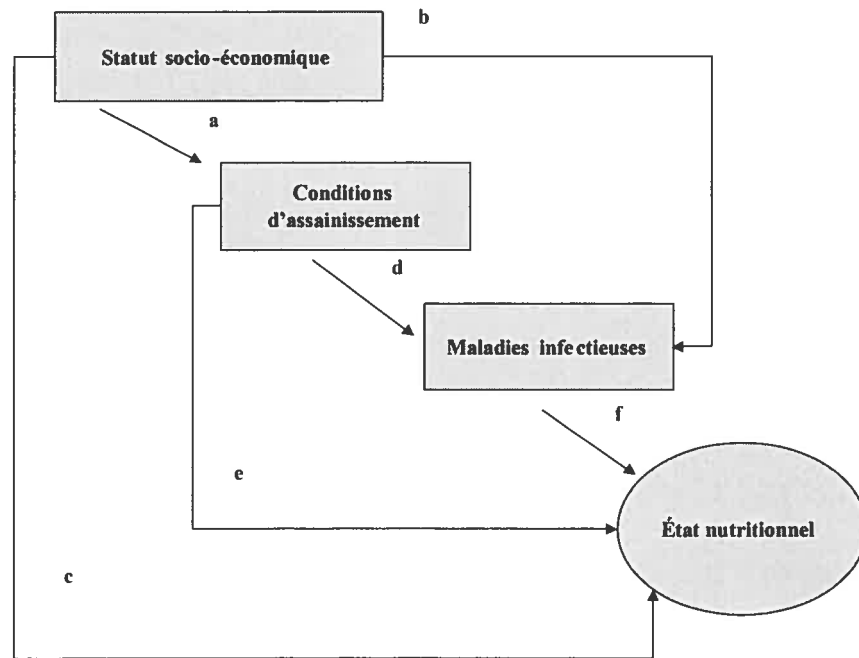 b
Statut socio-économique
a
Conditions
d'assainissement
d
Maladies infectieuses
f
e
État nutritionnel
c